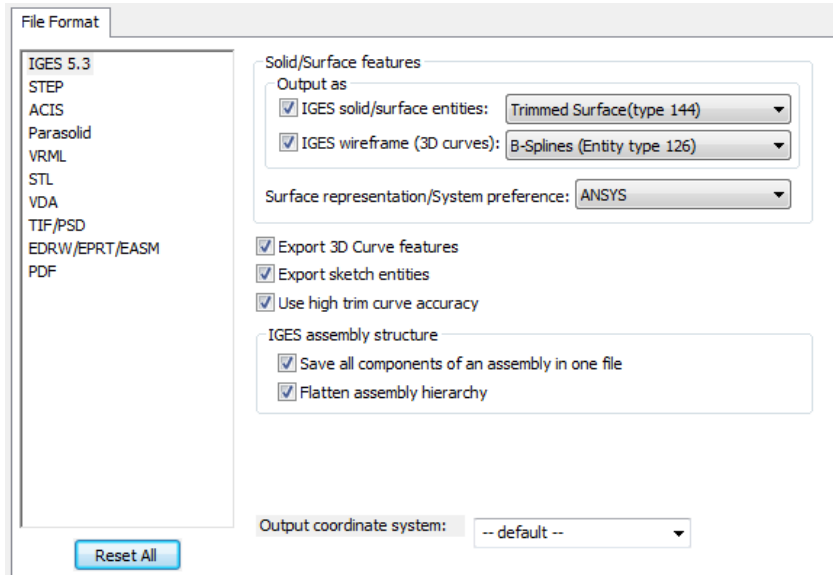 File Format
IGES 5.3
STEP
ACIS
Parasolid
VRML
STL
VDA
TIF/PSD
EDRW/EPRT/EASM
PDF
Reset All
Solid/Surface features
Output as
IGES solid/surface entities: Trimmed Surface(type 144)
IGES wireframe (3D curves): B-Splines (Entity type 126)
Surface representation/System preference: ANSYS
Export 3D Curve features
Export sketch entities
Use high trim curve accuracy
IGES assembly structure
Save all components of an assembly in one file
Flatten assembly hierarchy
Output coordinate system: -- default --